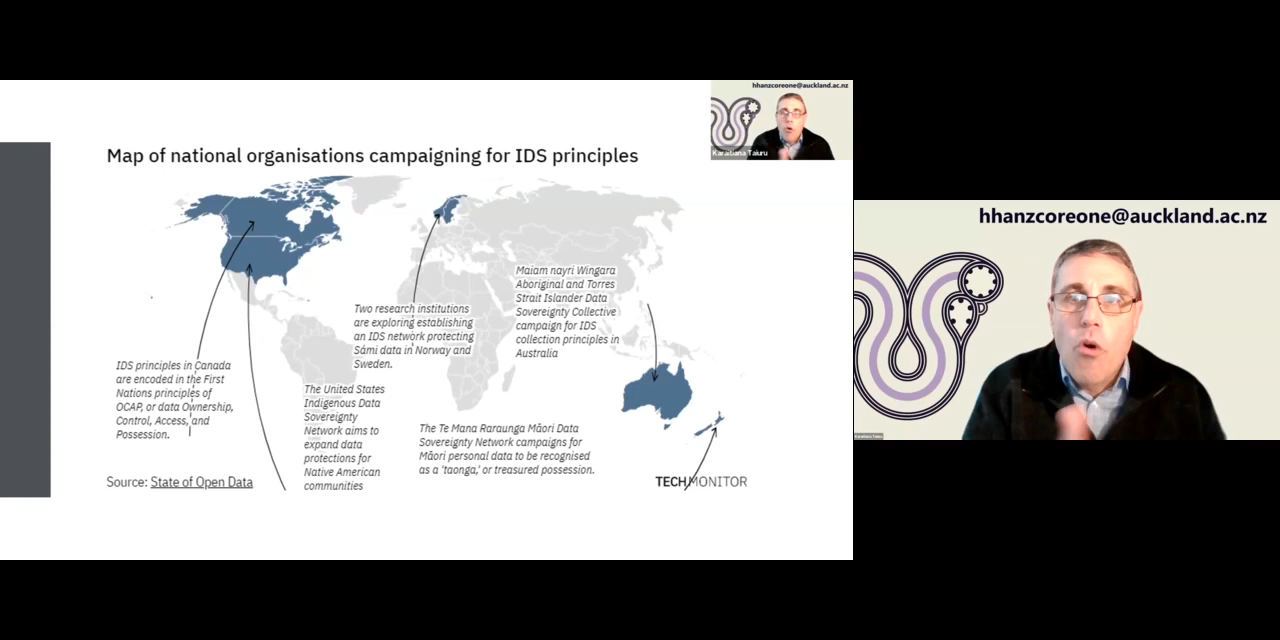 hhanzcoreone@auckland.ac.nz
Karaitiana Taiuru
Map of national organisations campaigning for IDS principles
Maiam nayri Wingara
Aboriginal and Torres
Strait Islander Data
Sovereignty Collective
campaign for IDS
collection principles in
Australia
Two research institutions
are exploring establishing
an IDS network protecting
Sámi data in Norway and
Sweden.
IDS principles in Canada
are encoded in the First
Nations principles of
OCAP, or data Ownership,
Control, Access, and
Possession.
The United States
Indigenous Data
Sovereignty
Network aims to
expand data
protections for
Native American
communities
The Te Mana Raraunga Māori Data
Sovereignty Network campaigns for
Māori personal data to be recognised
as a 'taonga,' or treasured possession.
Source: State of Open Data
TECHMONITOR
hhanzcoreone@auckland.ac.nz
Karaitiana Taiuru